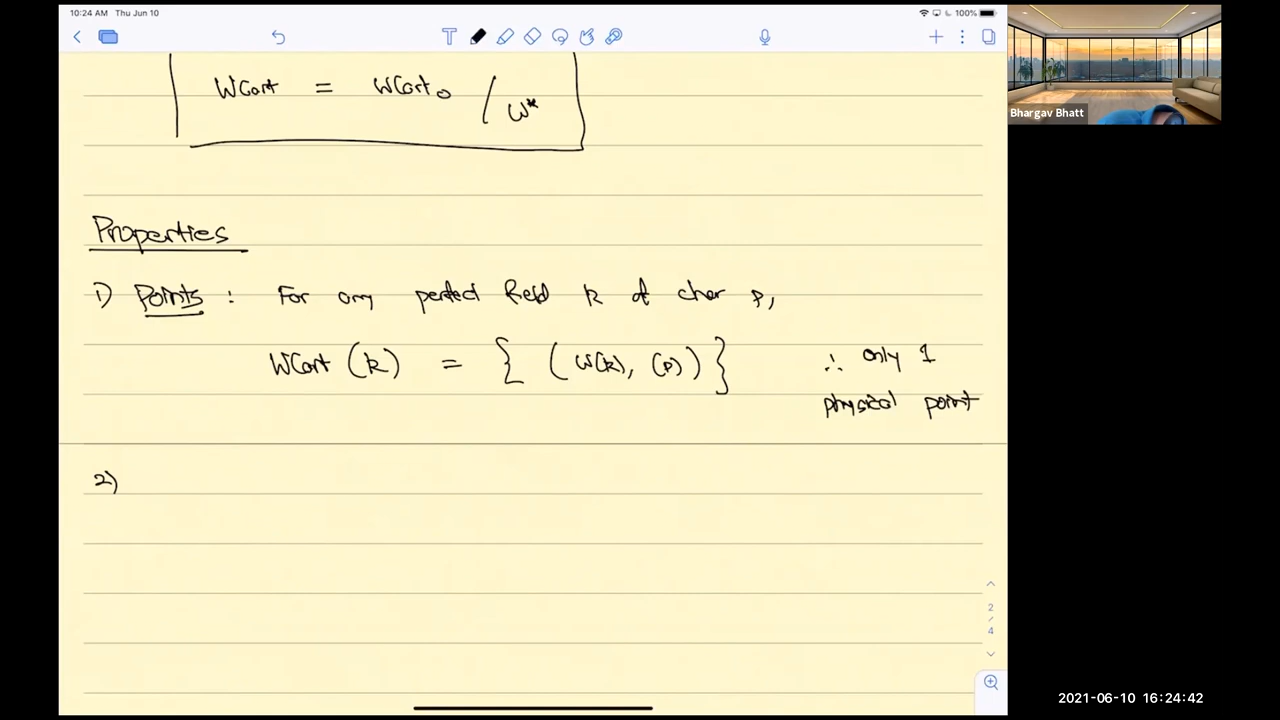 10:24 AM Thu Jun 10
100%
WCart = WCart₀ / W*
Properties
1) Points : For any perfect field k of char p,
WCart (k) = { (W(k), (p)) } ∴ only 1
physical point
2)
2
4
Bhargav Bhatt
2021-06-10 16:24:42